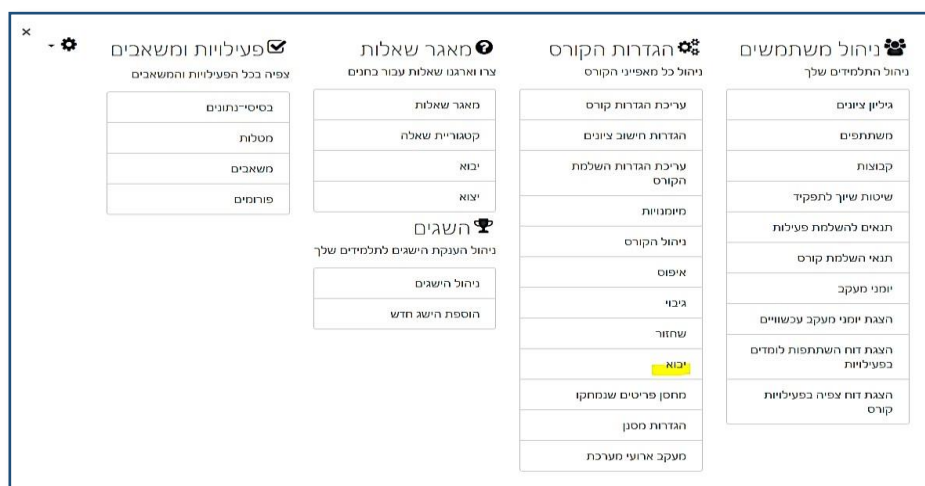 ×
ניהול משתמשים
ניהול התלמידים שלך
גיליון ציונים
משתתפים
קבוצות
שיטות שיוך לתפקיד
תנאים להשלמת פעילות
תנאי השלמת קורס
יומני מעקב
הצגת יומני מעקב עכשוויים
הצגת דוח השתתפות לומדים
בפעילויות
הצגת דוח צפיה בפעילויות
קורס
הגדרות הקורס
ניהול כל מאפייני הקורס
עריכת הגדרות קורס
הגדרות חישוב ציונים
עריכת הגדרות השלמת
הקורס
מיומנויות
ניהול הקורס
איפוס
גיבוי
שחזור
יבוא
מחסן פריטים שנמחקו
הגדרות מסנן
מעקב ארועי מערכת
מאגר שאלות
צרו וארגנו שאלות עבור בחנים
מאגר שאלות
קטגוריית שאלה
יבוא
יצוא
השגים
ניהול הענקת הישגים לתלמידים שלך
ניהול הישגים
הוספת הישג חדש
פעילויות ומשאבים
צפיה בכל הפעילויות והמשאבים
בסיסי-נתונים
מטלות
משאבים
פורומים